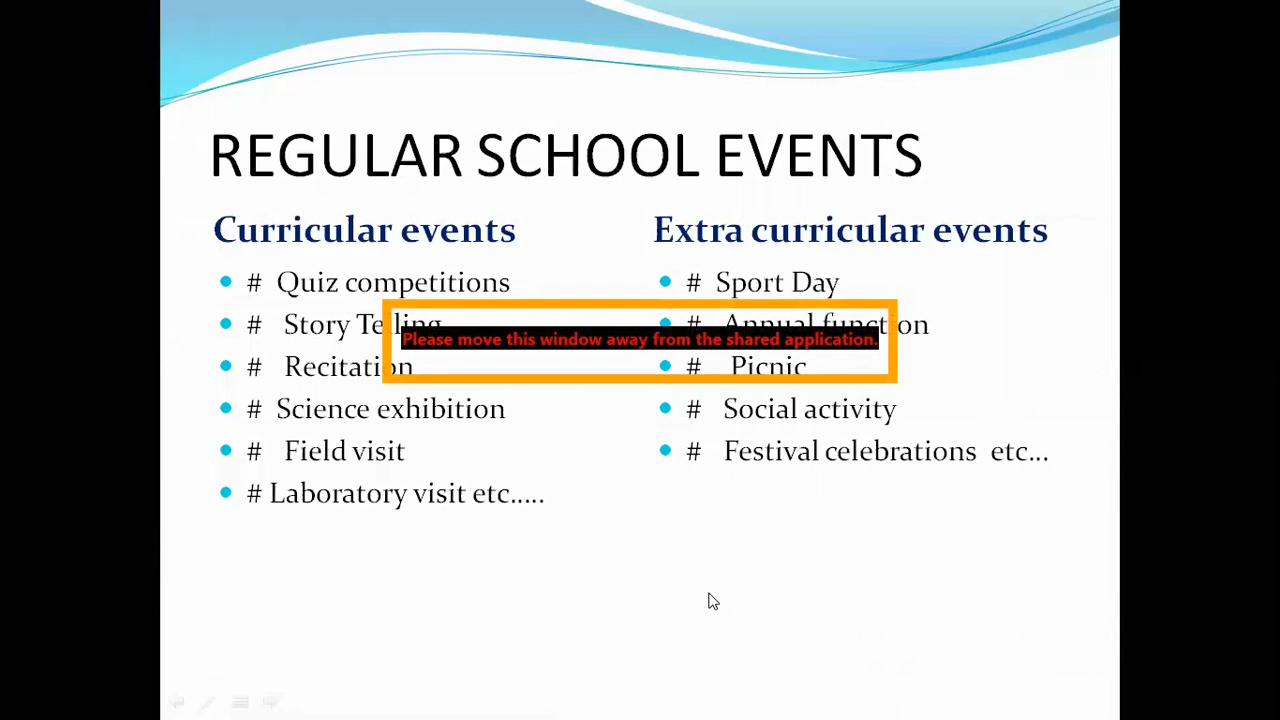 REGULAR SCHOOL EVENTS
Curricular events
# Quiz competitions
# Story Telling
# Recitation
# Science exhibition
# Field visit
# Laboratory visit etc.....
Extra curricular events
# Sport Day
# Annual function
# Picnic
# Social activity
# Festival celebrations etc...
Please move this window away from the shared application.